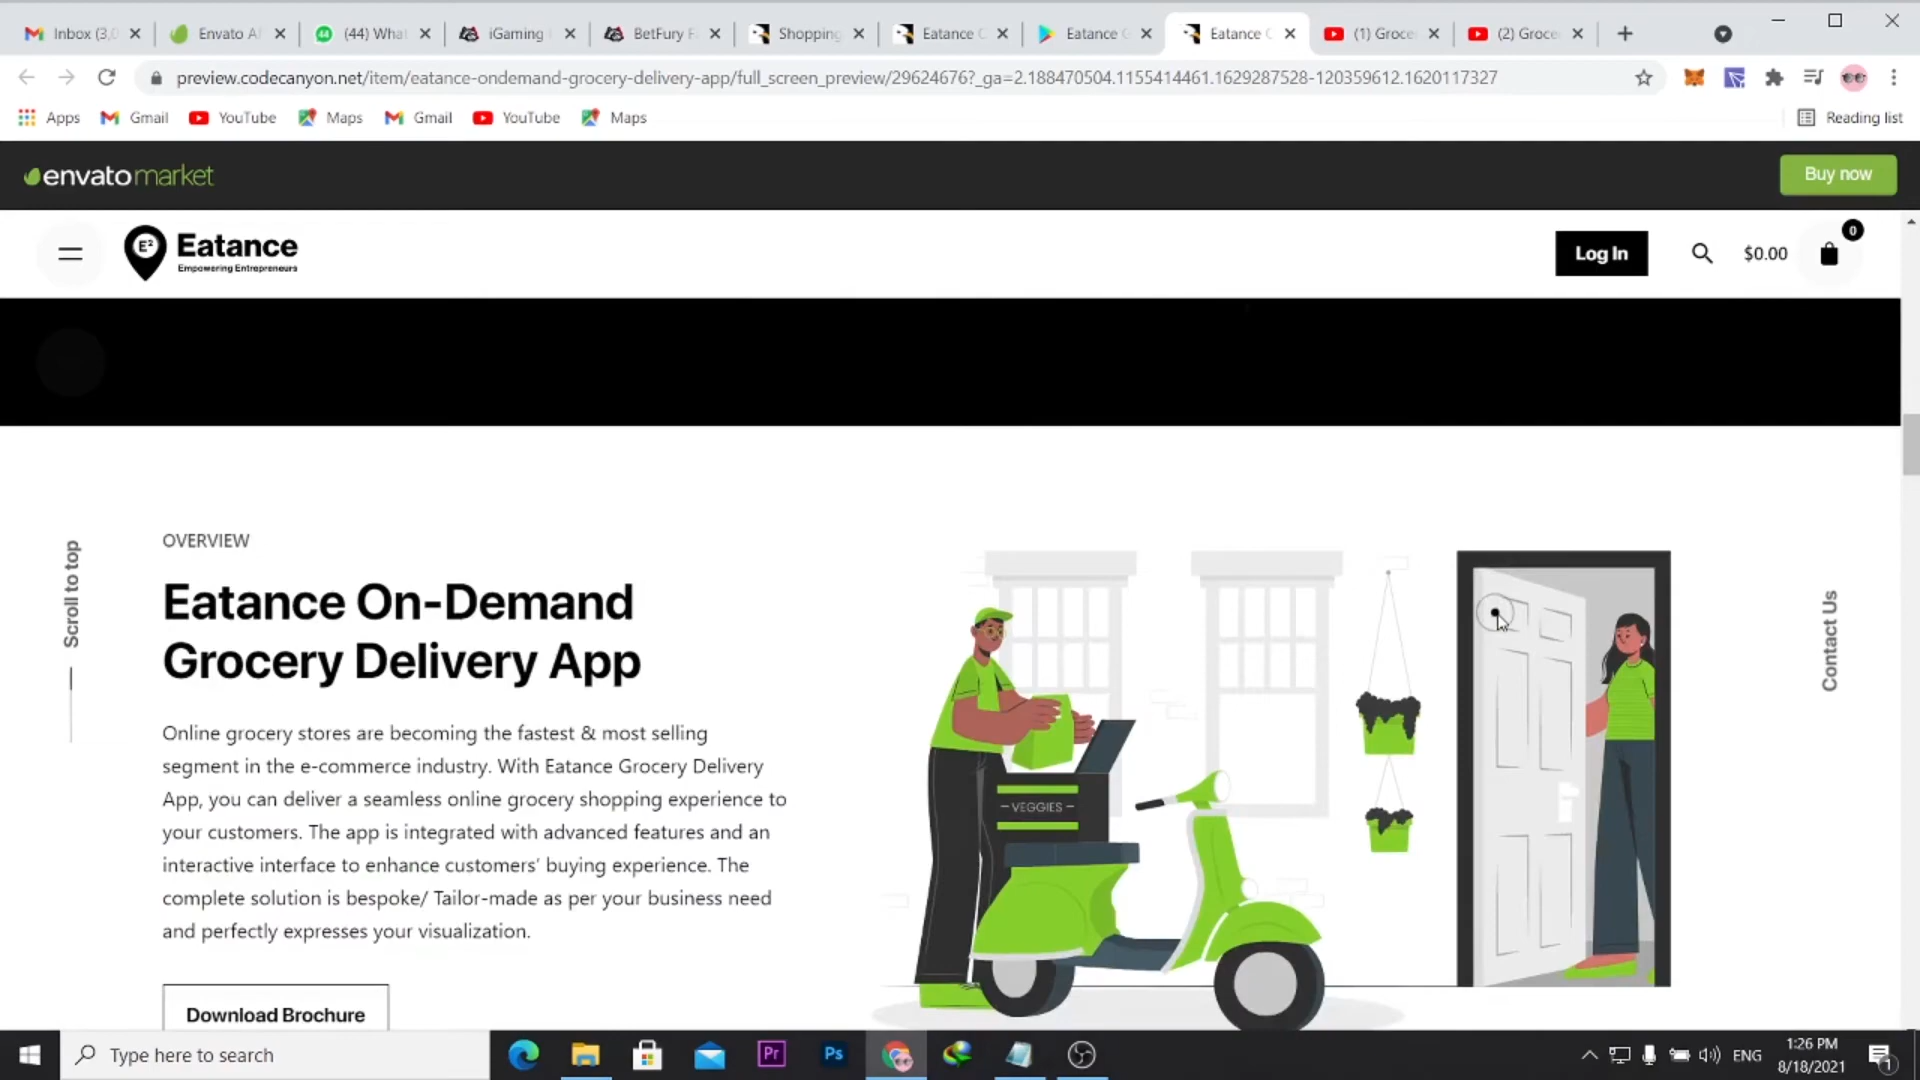 Inbox (3,0
Envato A
(44) Wha
iGaming
BetFury F
Shopping
Eatance
Eatance
Eatance
(1) Groce
(2) Groce
preview.codecanyon.net/item/eatance-ondemand-grocery-delivery-app/full_screen_preview/29624676?_ga=2.188470504.1155414461.1629287528-120359612.1620117327
Apps
Gmail
YouTube
Maps
Gmail
YouTube
Maps
Reading list
envatomarket
Buy now
E²
Eatance
Empowering Entrepreneurs
Log In
$0.00
0
Scroll to top
OVERVIEW
Eatance On-Demand
Grocery Delivery App
Online grocery stores are becoming the fastest & most selling
segment in the e-commerce industry. With Eatance Grocery Delivery
App, you can deliver a seamless online grocery shopping experience to
your customers. The app is integrated with advanced features and an
interactive interface to enhance customers' buying experience. The
complete solution is bespoke/ Tailor-made as per your business need
and perfectly expresses your visualization.
Download Brochure
VEGGIES
Contact Us
Type here to search
Pr
Ps
ENG
1:26 PM
8/18/2021
1